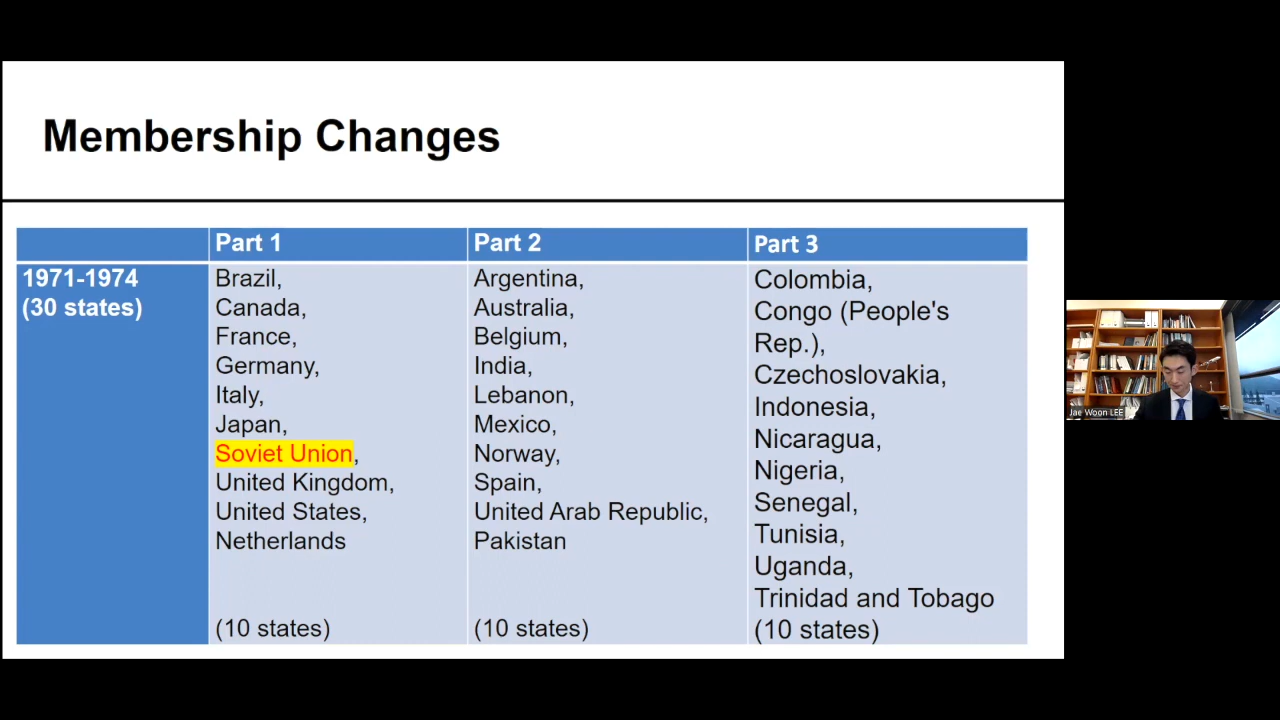 Membership Changes
Part 1
Part 2
Part 3
1971-1974
(30 states)
Brazil,
Canada,
France,
Germany,
Italy,
Japan,
Soviet Union,
United Kingdom,
United States,
Netherlands
(10 states)
Argentina,
Australia,
Belgium,
India,
Lebanon,
Mexico,
Norway,
Spain,
United Arab Republic,
Pakistan
(10 states)
Colombia,
Congo (People's
Rep.),
Czechoslovakia,
Indonesia,
Nicaragua,
Nigeria,
Senegal,
Tunisia,
Uganda,
Trinidad and Tobago
(10 states)
Jae Woon LEE